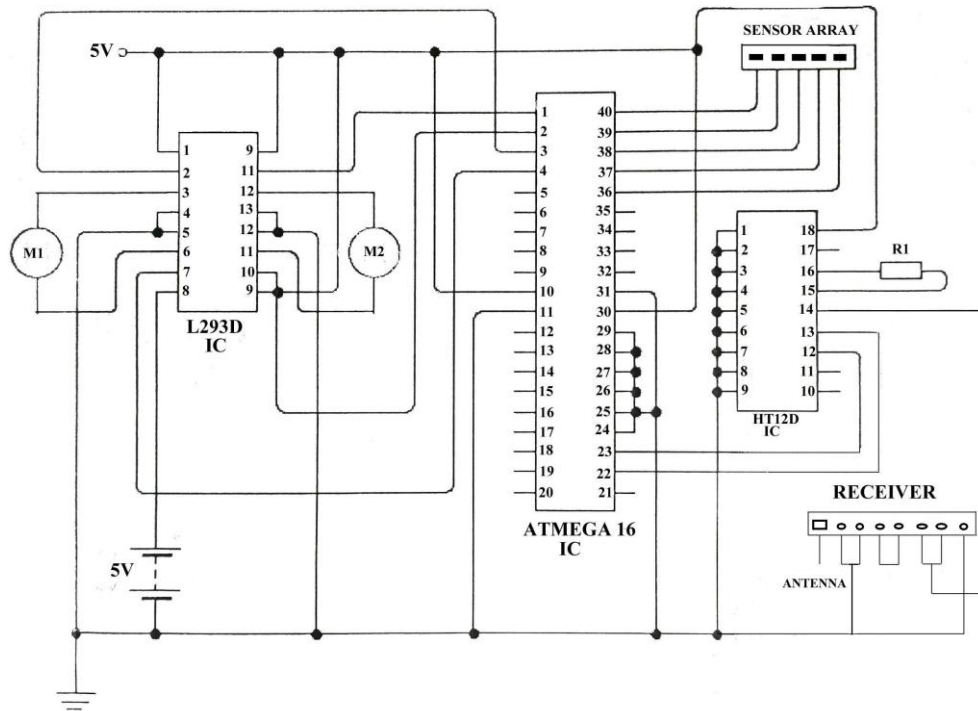 5V
SENSOR ARRAY
1 9
2 11
3 12
4 13
5 12
6 11
7 10
8 9
L293D
IC
M1
M2
1 40
2 39
3 38
4 37
5 36
6 35
7 34
8 33
9 32
10 31
11 30
12 29
13 28
14 27
15 26
16 25
17 24
18 23
19 22
20 21
ATMEGA 16
IC
1 18
2 17
3 16
4 15
5 14
6 13
7 12
8 11
9 10
HT12D
IC
R1
RECEIVER
ANTENNA
5V